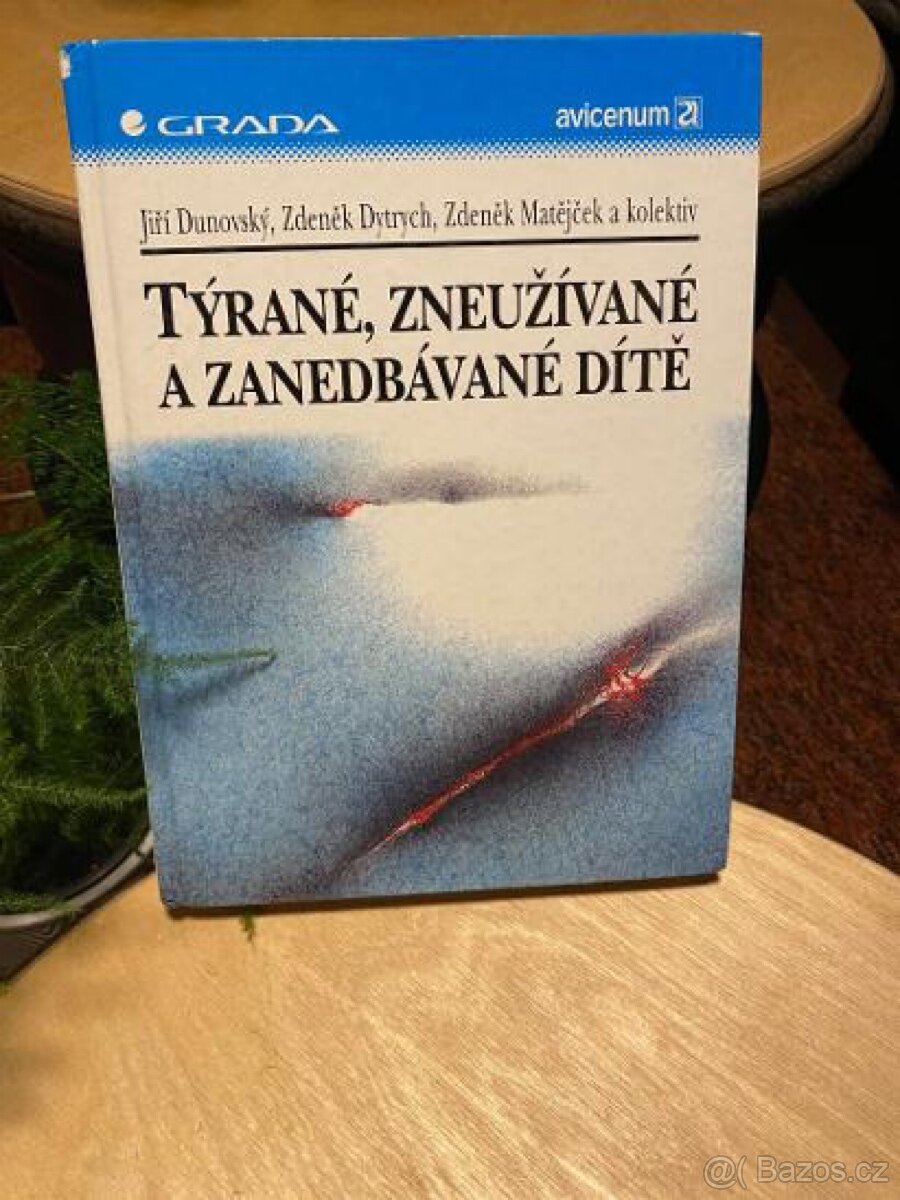 GRADA
avicenum
Jiří Dunovský, Zdeněk Dytrych, Zdeněk Matějček a kolektiv
TÝRANÉ, ZNEUŽÍVANÉ
A ZANEDBÁVANÉ DÍTĚ
@( Bazos.cz